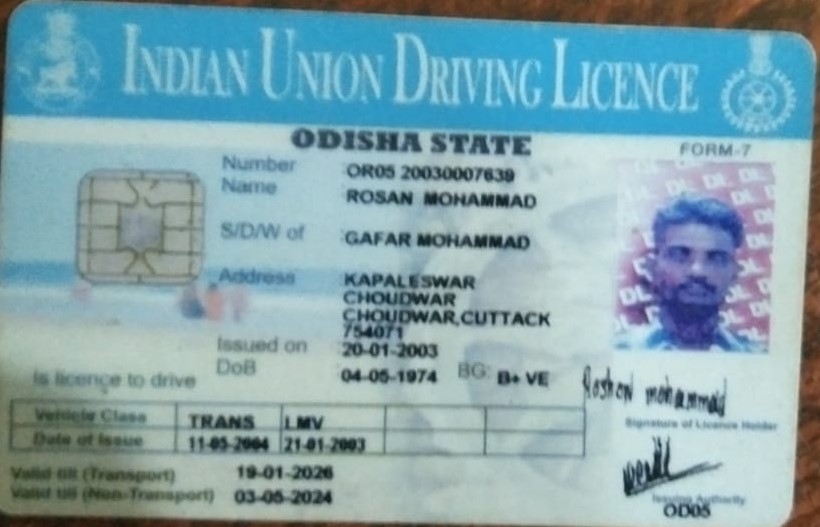 INDIAN UNION DRIVING LICENCE
ODISHA STATE
FORM-7
Number OR05 20030007639
Name ROSAN MOHAMMAD
S/D/W of GAFAR MOHAMMAD
Address KAPALESWAR
CHOUDWAR
CHOUDWAR,CUTTACK
754071
Issued on 20-01-2003
DoB 04-05-1974 BG: B+ VE
Is licence to drive
Roshan mohammad
Signature of Licence Holder
Vehicle Class TRANS LMV
Date of Issue 11-05-2004 21-01-2003
Valid till (Transport) 19-01-2026
Valid till (Non-Transport) 03-05-2024
Issuing Authority
OD05